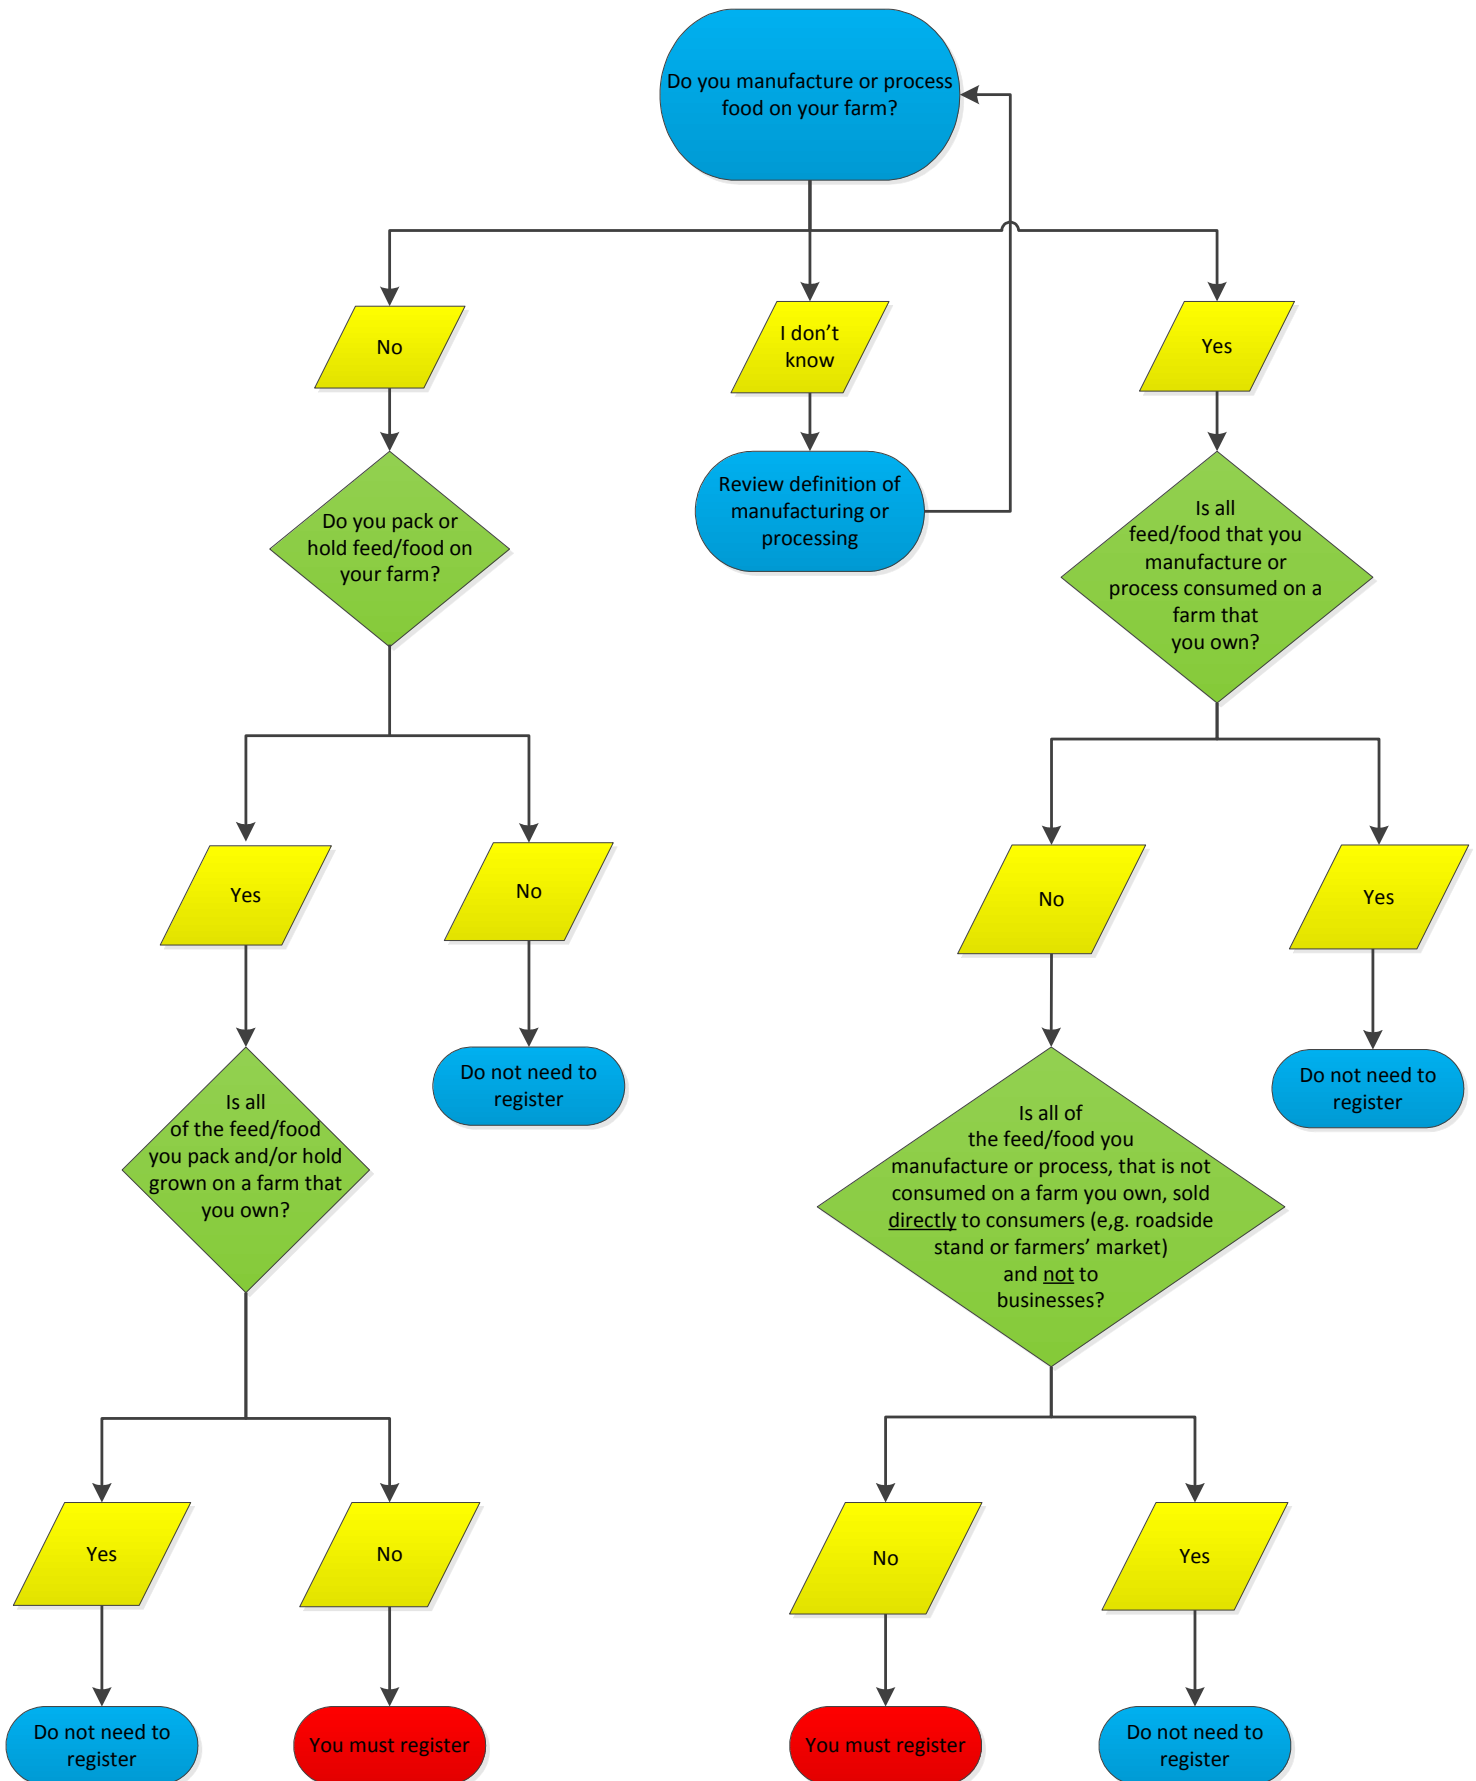 Do you manufacture or process
food on your farm?
No
I don't
know
Yes
Do you pack or
hold feed/food on
your farm?
Review definition of
manufacturing or
processing
Is all
feed/food that you
manufacture or
process consumed on a
farm that
you own?
Yes
No
No
Yes
Is all
of the feed/food
you pack and/or hold
grown on a farm that
you own?
Do not need to
register
Is all of
the feed/food you
manufacture or process, that is not
consumed on a farm you own, sold
directly to consumers (e,g. roadside
stand or farmers' market)
and not to
businesses?
Do not need to
register
Yes
No
No
Yes
Do not need to
register
You must register
You must register
Do not need to
register